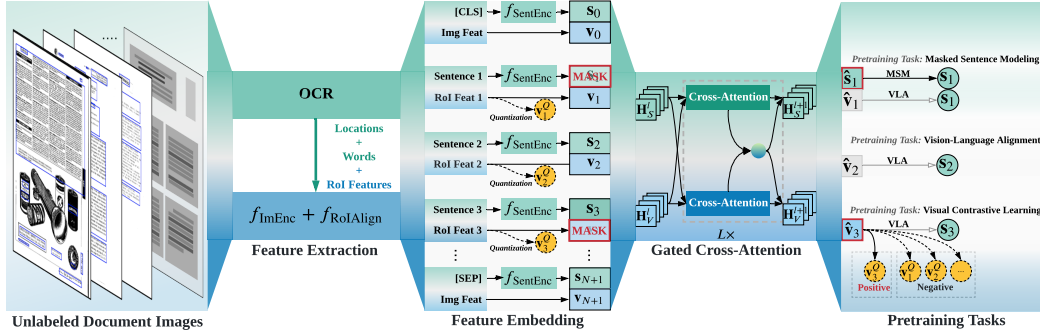 ....
Unlabeled Document Images
OCR
Locations
+
Words
+
RoI Features
f_ImEnc + f_RoIAlign
Feature Extraction
[CLS] f_SentEnc s_0
Img Feat v_0
Sentence 1 f_SentEnc MASK
RoI Feat 1 v_1
Quantization v_1^Q
Sentence 2 f_SentEnc s_2
RoI Feat 2 v_2
Quantization v_2^Q
Sentence 3 f_SentEnc s_3
RoI Feat 3 MASK
Quantization v_3^Q
[SEP] f_SentEnc s_{N+1}
Img Feat v_{N+1}
Feature Embedding
H_S^l Cross-Attention H_S^{l+1}
H_V^l Cross-Attention H_V^{l+1}
L×
Gated Cross-Attention
Pretraining Task: Masked Sentence Modeling
ŝ_1 MSM s_1
v̂_1 VLA s_1
Pretraining Task: Vision-Language Alignment
v̂_2 VLA s_2
Pretraining Task: Visual Contrastive Learning
v̂_3 VLA s_3
v_3^Q v_1^Q v_2^Q ...
Positive Negative
Pretraining Tasks